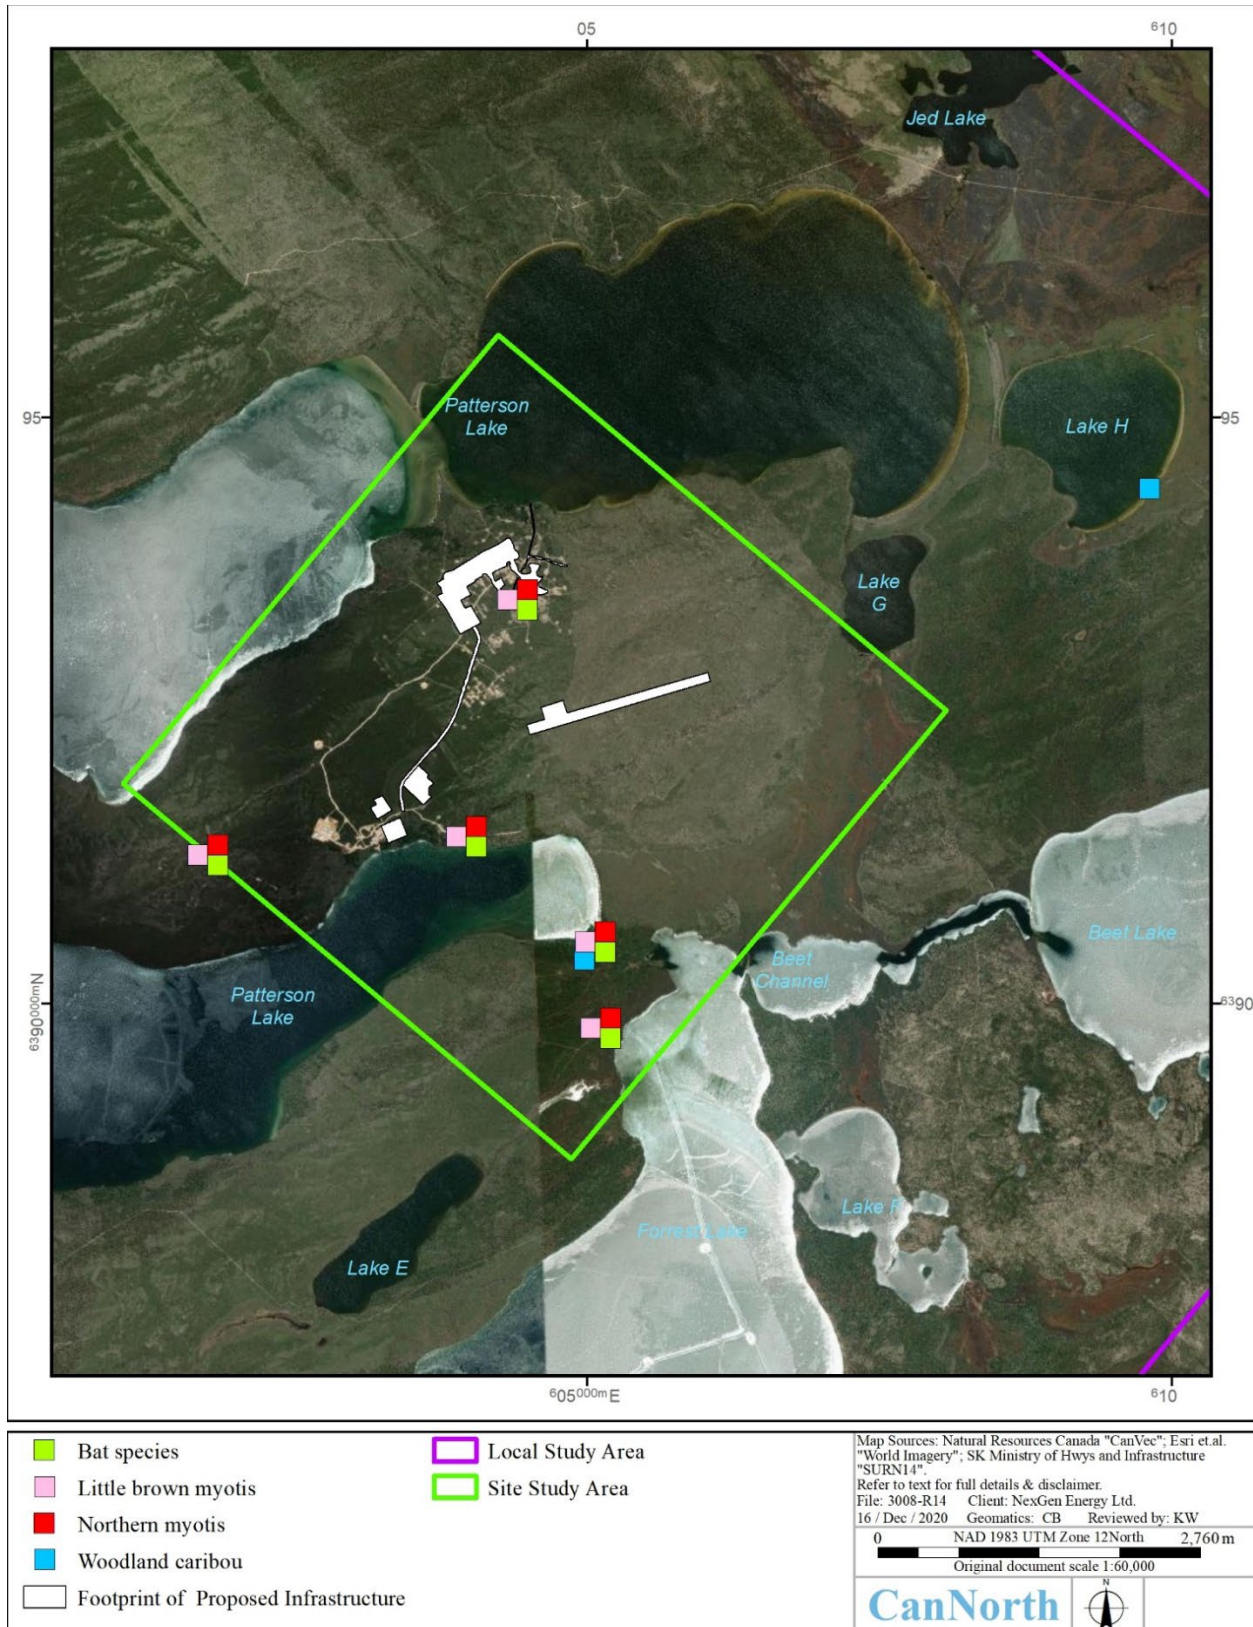 05
610
Jed Lake
95
Patterson
Lake
Lake H
95
Lake
G
Beet Lake
Beet
Channel
Patterson
Lake
6390000mN
6390
Lake F
Forrest Lake
Lake E
605000mE
610
Bat species
Little brown myotis
Northern myotis
Woodland caribou
Footprint of Proposed Infrastructure
Local Study Area
Site Study Area
Map Sources: Natural Resources Canada "CanVec"; Esri et.al.
"World Imagery"; SK Ministry of Hwys and Infrastructure
"SURN14".
Refer to text for full details & disclaimer.
File: 3008-R14 Client: NexGen Energy Ltd.
16 / Dec / 2020 Geomatics: CB Reviewed by: KW
0 NAD 1983 UTM Zone 12North 2,760 m
Original document scale 1:60,000
CanNorth
N